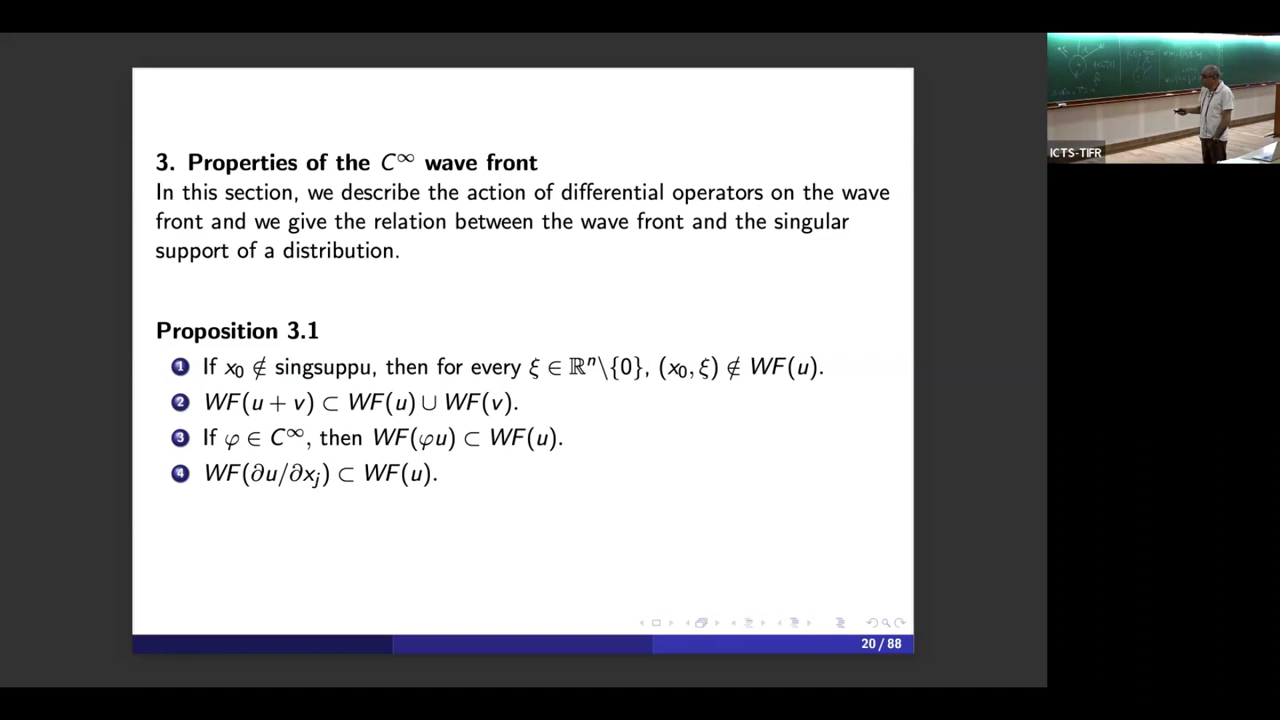 3. Properties of the C∞ wave front
In this section, we describe the action of differential operators on the wave
front and we give the relation between the wave front and the singular
support of a distribution.
Proposition 3.1
1 If x₀ ∉ singsuppu, then for every ξ ∈ ℝⁿ\{0}, (x₀, ξ) ∉ WF(u).
2 WF(u + v) ⊂ WF(u) ∪ WF(v).
3 If φ ∈ C∞, then WF(φu) ⊂ WF(u).
4 WF(∂u/∂xⱼ) ⊂ WF(u).
20 / 88
ICTS-TIFR